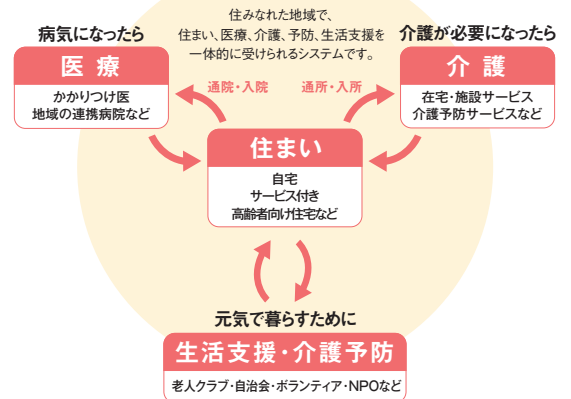 住みなれた地域で、
住まい、医療、介護、予防、生活支援を
一体的に受けられるシステムです。
病気になったら
医療
かかりつけ医
地域の連携病院など
介護が必要になったら
介護
在宅・施設サービス
介護予防サービスなど
通院・入院
通所・入所
住まい
自宅
サービス付き
高齢者向け住宅など
元気で暮らすために
生活支援・介護予防
老人クラブ・自治会・ボランティア・NPOなど